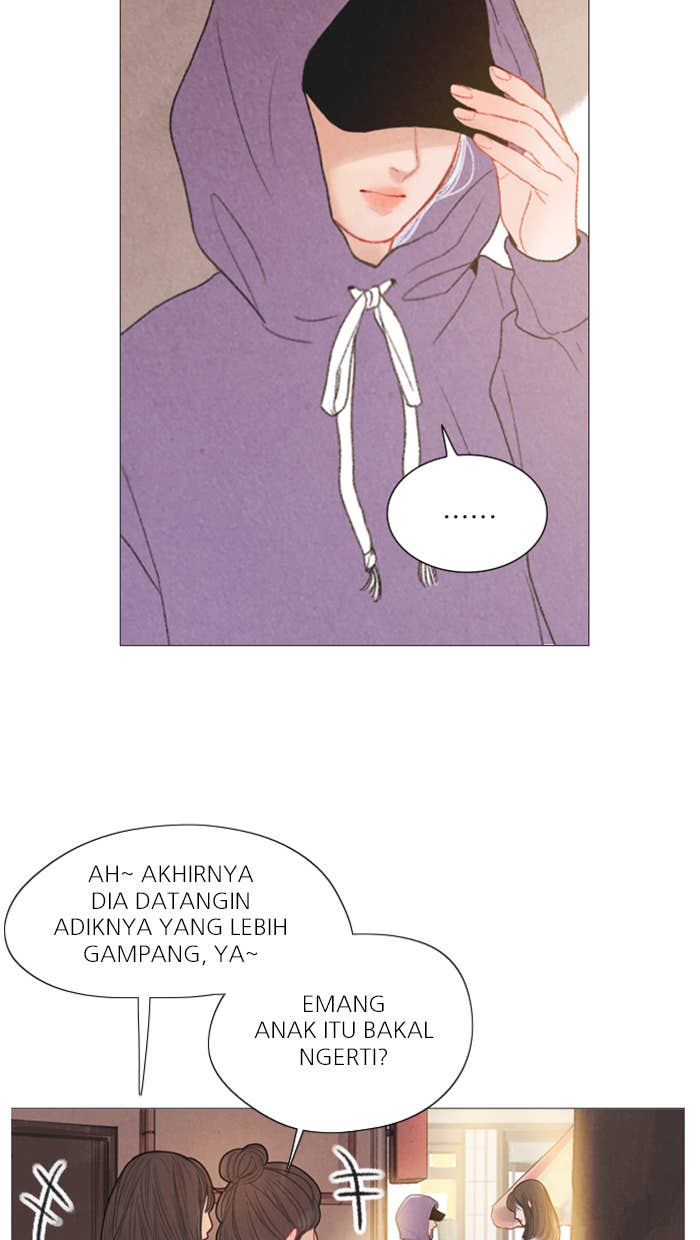 ......
AH~ AKHIRNYA
DIA DATANGIN
ADIKNYA YANG LEBIH
GAMPANG, YA~
EMANG
ANAK ITU BAKAL
NGERTI?